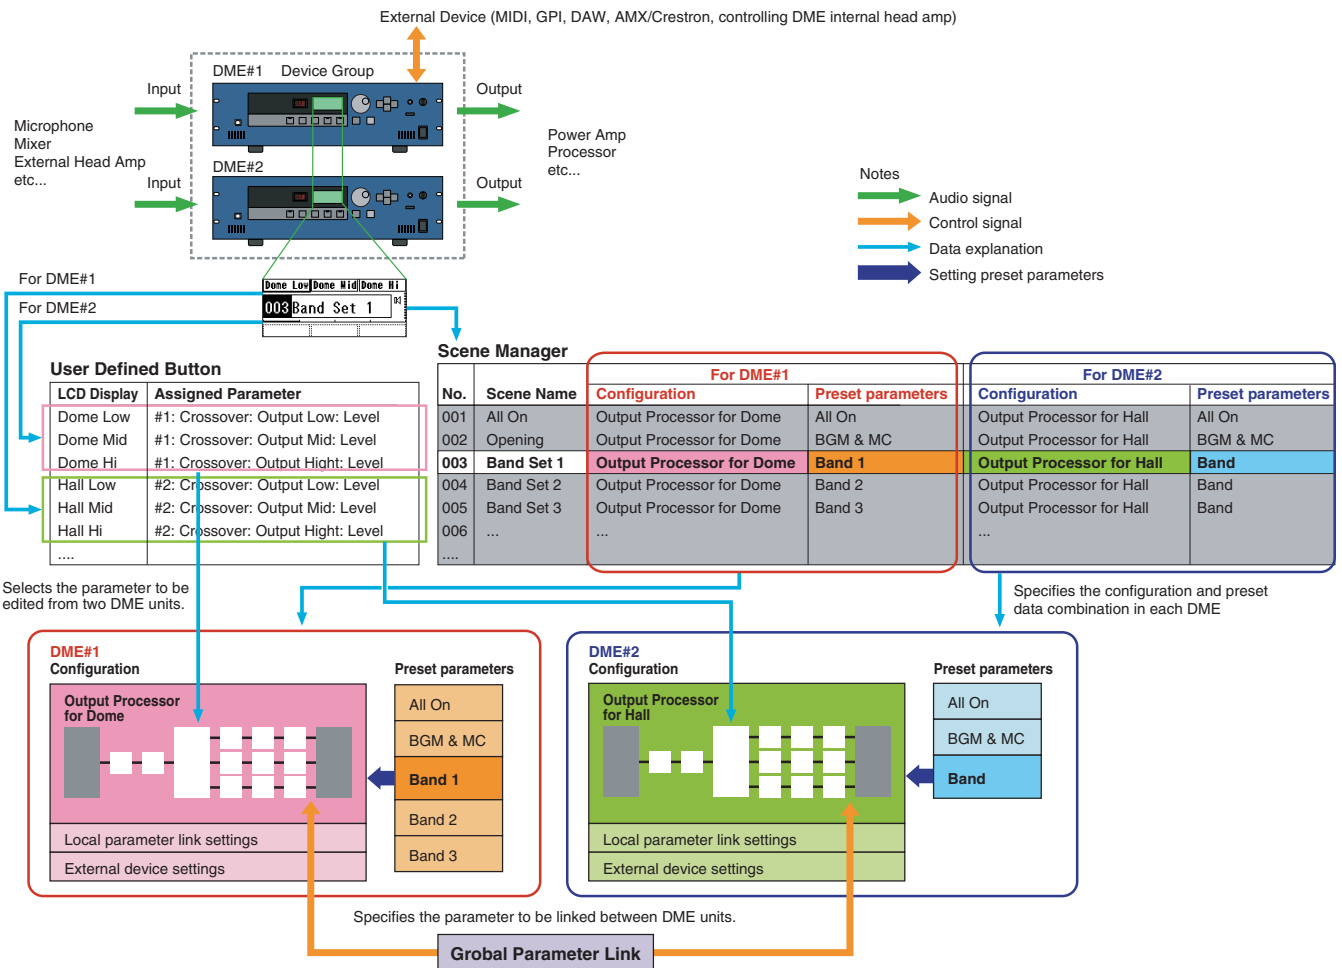 External Device (MIDI, GPI, DAW, AMX/Crestron, controlling DME internal head amp)
DME#1 Device Group
Input
Output
Microphone
Mixer
External Head Amp
etc...
Power Amp
Processor
etc...
DME#2
Input
Output
Notes
Audio signal
Control signal
Data explanation
Setting preset parameters
For DME#1
For DME#2
Dome Low Dome Mid Dome Hi
003 Band Set 1
User Defined Button
LCD Display Assigned Parameter
Dome Low #1: Crossover: Output Low: Level
Dome Mid #1: Crossover: Output Mid: Level
Dome Hi #1: Crossover: Output Hight: Level
Hall Low #2: Crossover: Output Low: Level
Hall Mid #2: Crossover: Output Mid: Level
Hall Hi #2: Crossover: Output Hight: Level
....
Scene Manager
For DME#1 For DME#2
No. Scene Name Configuration Preset parameters Configuration Preset parameters
001 All On Output Processor for Dome All On Output Processor for Hall All On
002 Opening Output Processor for Dome BGM & MC Output Processor for Hall BGM & MC
003 Band Set 1 Output Processor for Dome Band 1 Output Processor for Hall Band
004 Band Set 2 Output Processor for Dome Band 2 Output Processor for Hall Band
005 Band Set 3 Output Processor for Dome Band 3 Output Processor for Hall Band
006 ... ... ...
....
Selects the parameter to be
edited from two DME units.
Specifies the configuration and preset
data combination in each DME
DME#1
Configuration
Preset parameters
Output Processor
for Dome
All On
BGM & MC
Band 1
Band 2
Band 3
Local parameter link settings
External device settings
DME#2
Configuration
Preset parameters
Output Processor
for Hall
All On
BGM & MC
Band
Local parameter link settings
External device settings
Specifies the parameter to be linked between DME units.
Grobal Parameter Link